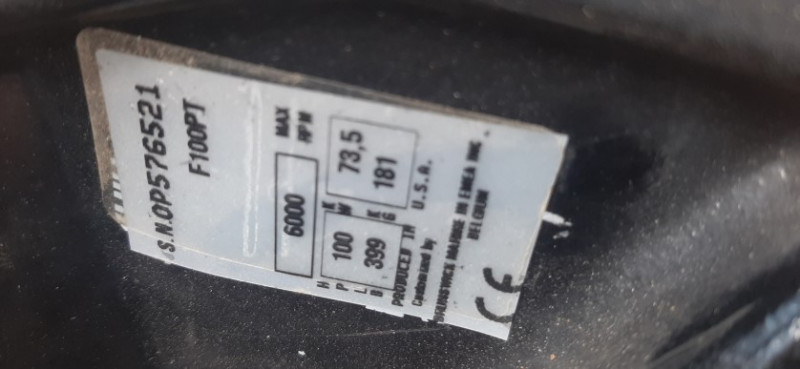 S.N.0P576521
F100PT
MAX
RPM
6000
H
P
100
K
W
73,5
L
B
399
K
G
181
PRODUCED IN U.S.A.
Customized by
BRUNSWICK MARINE IN EMEA INC.
BELGIUM
CE